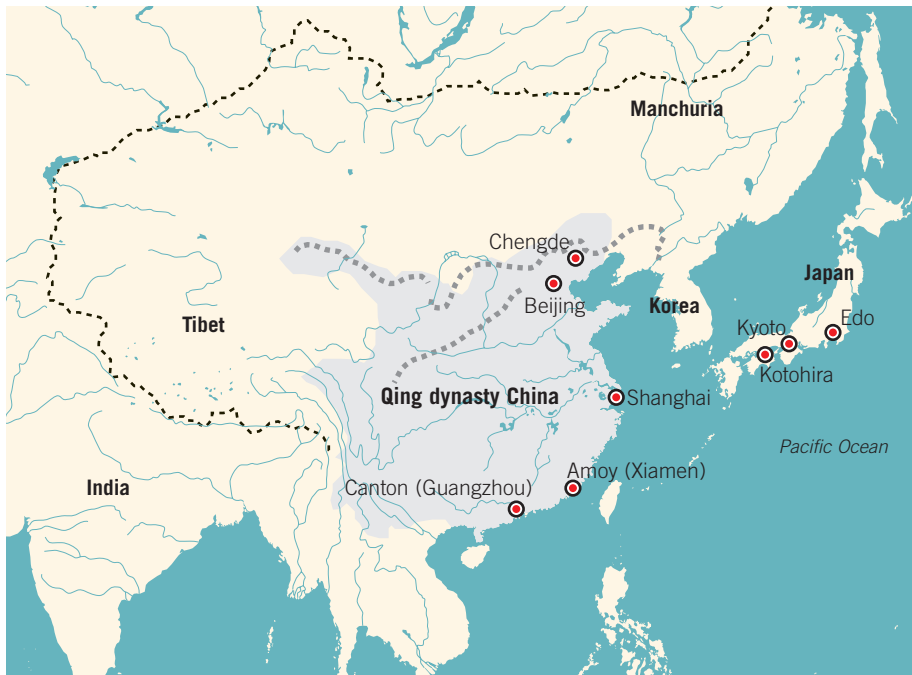 Manchuria
Chengde
Beijing
Korea
Japan
Tibet
Kyoto
Edo
Kotohira
Qing dynasty China
Shanghai
Pacific Ocean
India
Canton (Guangzhou)
Amoy (Xiamen)